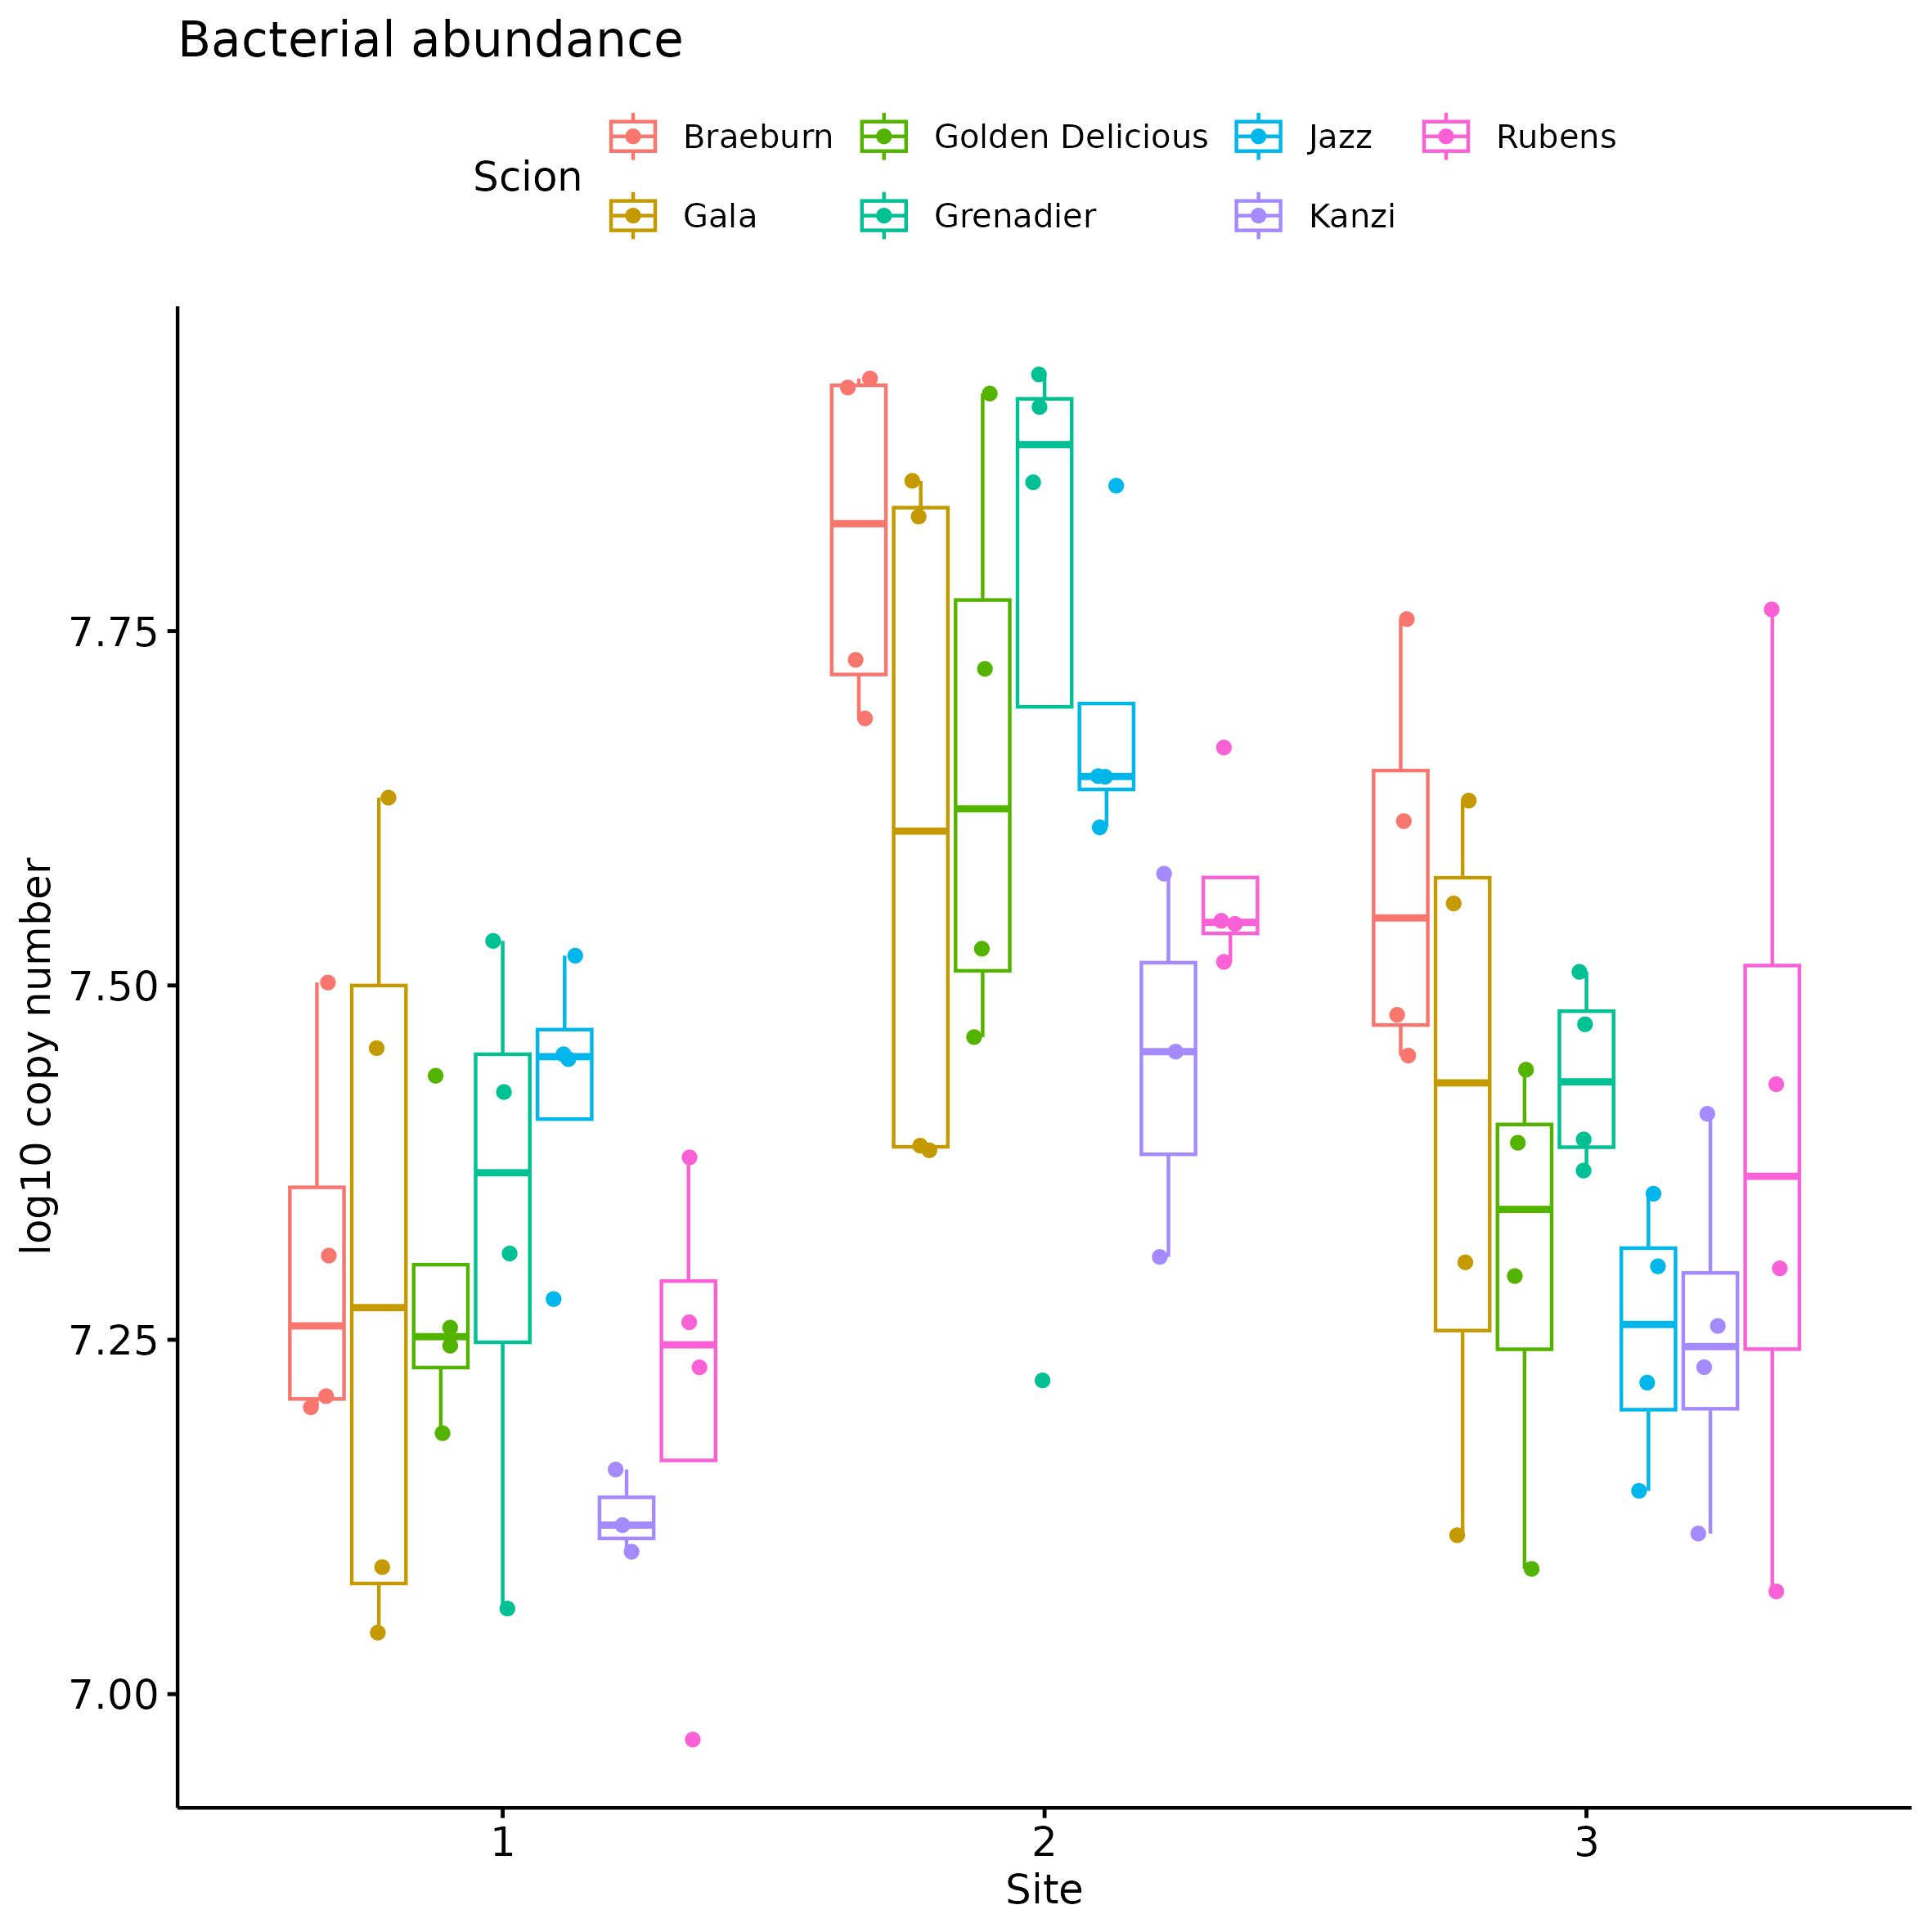 Bacterial abundance
Scion
Braeburn
Golden Delicious
Jazz
Rubens
Gala
Grenadier
Kanzi
log10 copy number
7.75
7.50
7.25
7.00
1
2
3
Site